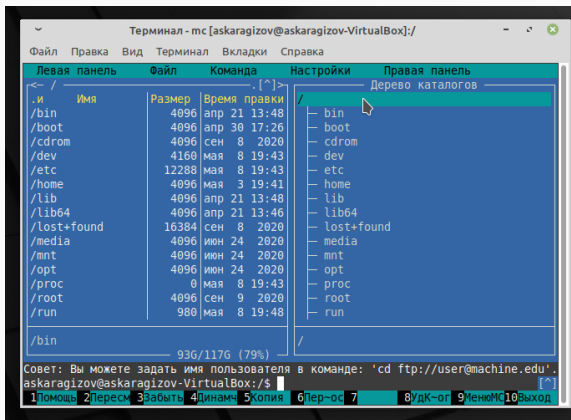 Терминал - mc [askaragizov@askaragizov-VirtualBox]:/
Файл Правка Вид Терминал Вкладки Справка
Левая панель Файл Команда Настройки Правая панель
<- / .[^]> Дерево каталогов
.и Имя Размер Время правки /
/bin 4096 апр 21 13:48 bin
/boot 4096 апр 30 17:26 boot
/cdrom 4096 сен 8 2020 cdrom
/dev 4160 мая 8 19:43 dev
/etc 12288 мая 8 19:43 etc
/home 4096 мая 3 19:41 home
/lib 4096 апр 21 13:48 lib
/lib64 4096 апр 21 13:46 lib64
/lost+found 16384 сен 8 2020 lost+found
/media 4096 июн 24 2020 media
/mnt 4096 июн 24 2020 mnt
/opt 4096 июн 24 2020 opt
/proc 0 мая 8 19:43 proc
/root 4096 сен 9 2020 root
/run 980 мая 8 19:48 run
/bin /
93G/117G (79%)
Совет: Вы можете задать имя пользователя в команде: 'cd ftp://user@machine.edu'.
askaragizov@askaragizov-VirtualBox:/$ [^]
1Помощь 2Пересм 3Забыть 4Динамч 5Копия 6Пер~ос 7 8УдК~ог 9МенюMC 10Выход